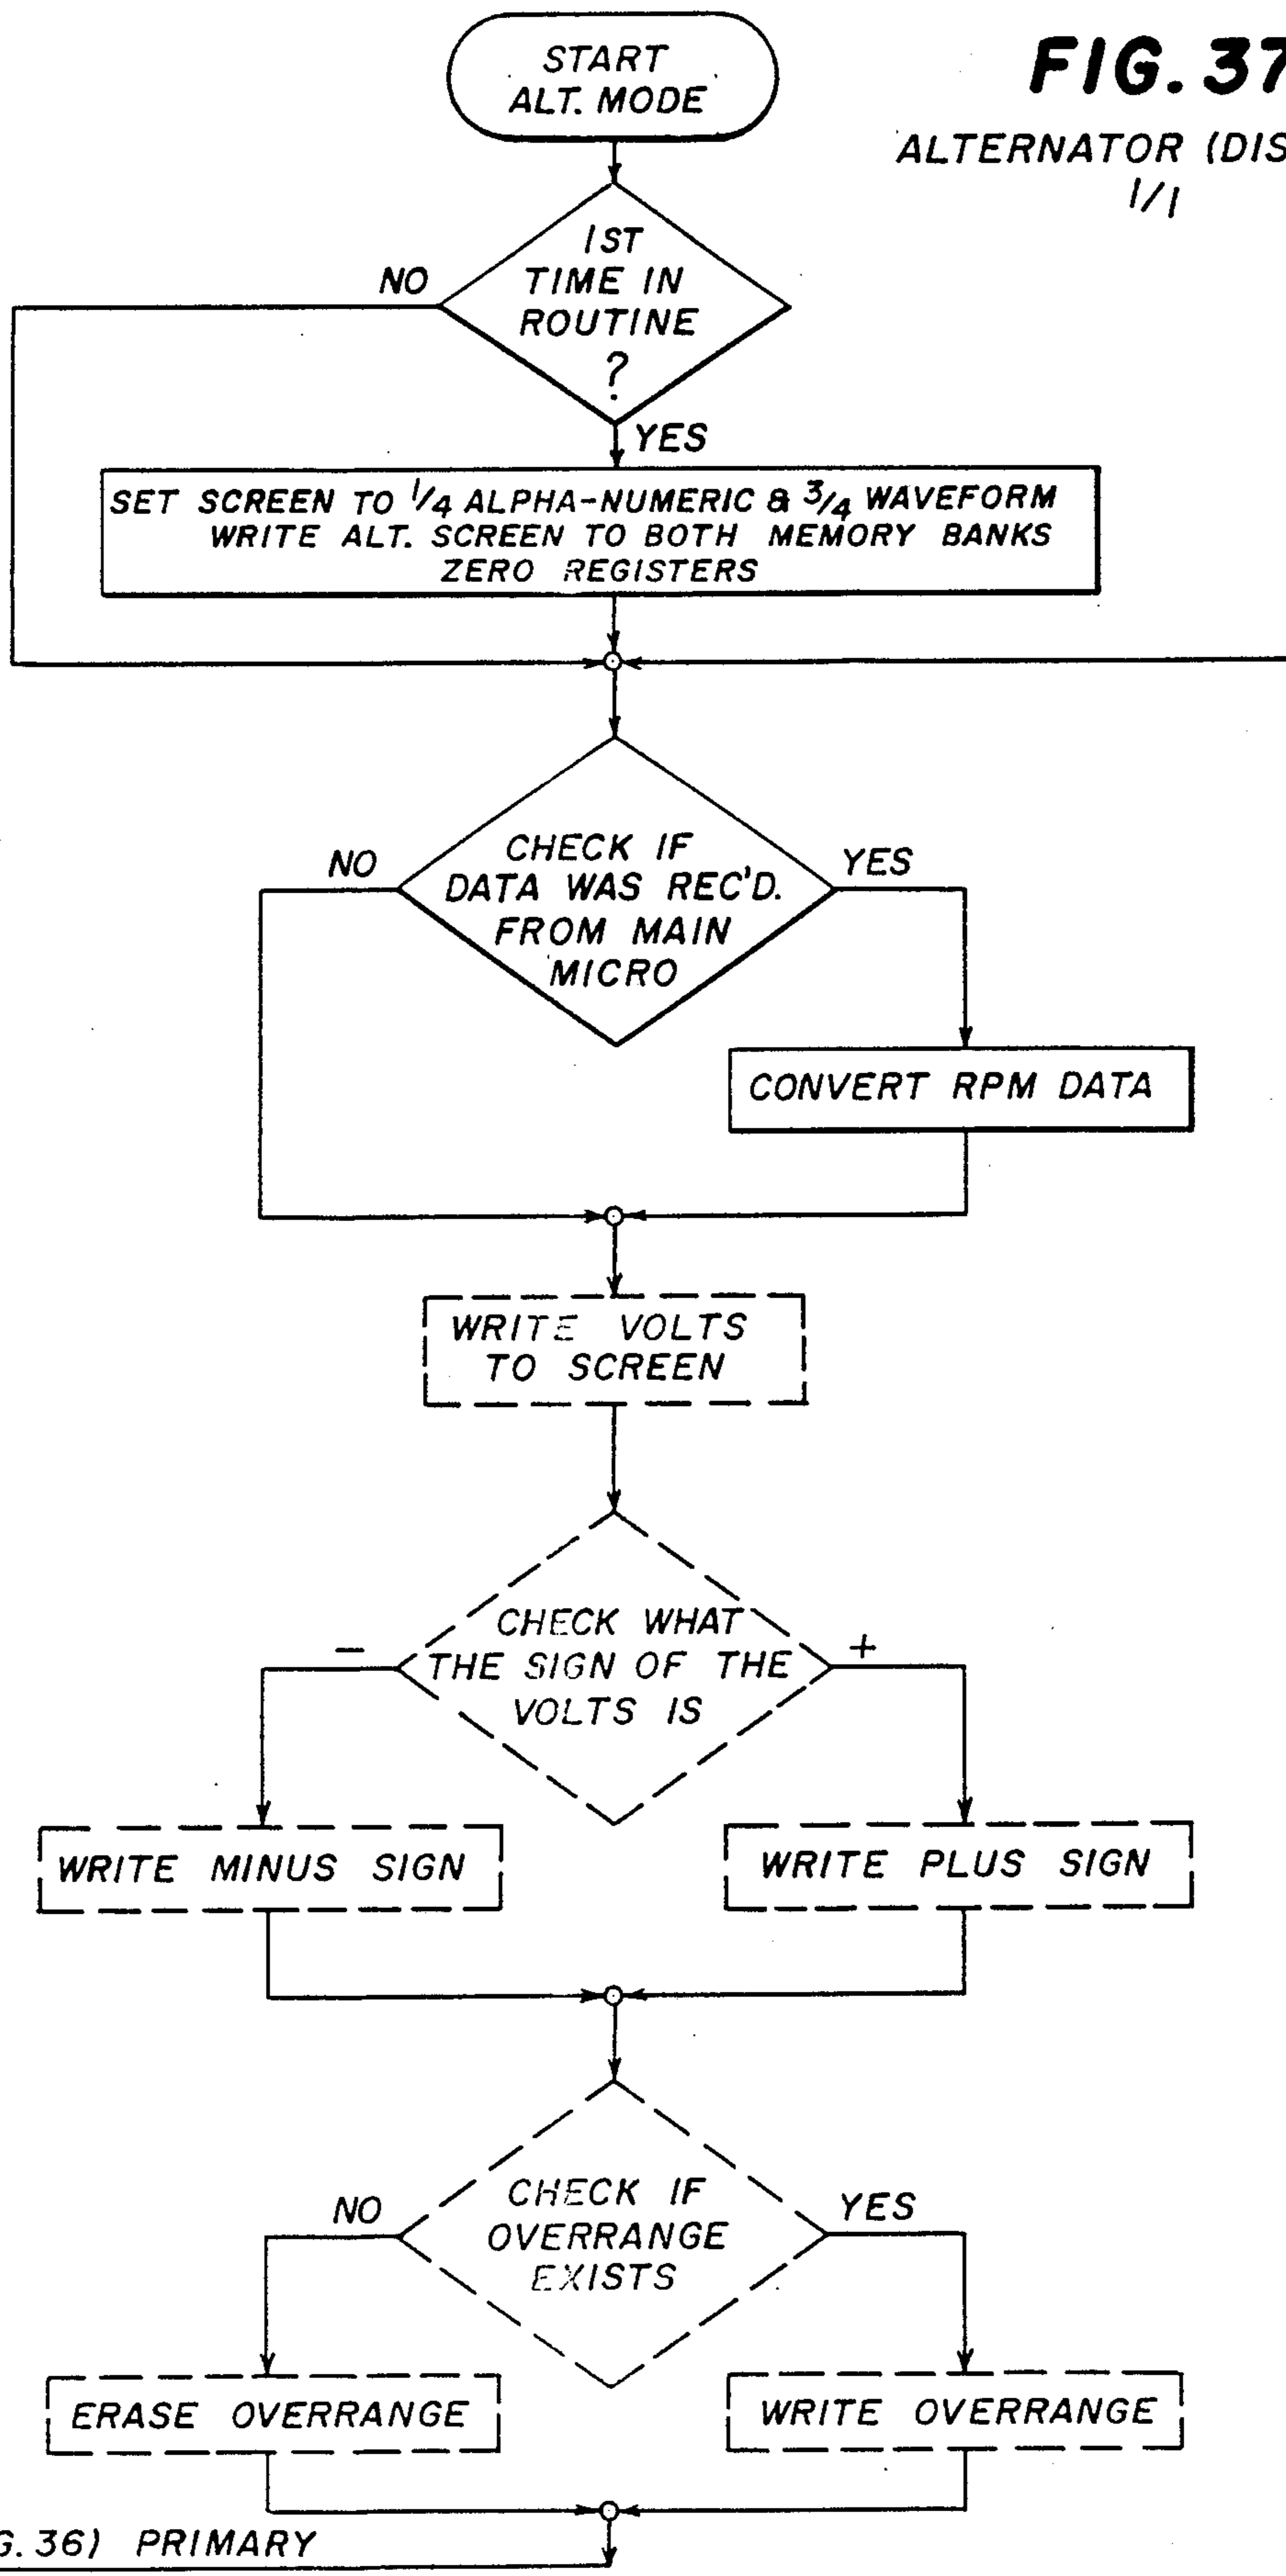 START
ALT. MODE
FIG. 37
ALTERNATOR (DIS
1/1
1ST
TIME IN
ROUTINE
?
NO
YES
SET SCREEN TO 1/4 ALPHA-NUMERIC & 3/4 WAVEFORM
WRITE ALT. SCREEN TO BOTH MEMORY BANKS
ZERO REGISTERS
CHECK IF
DATA WAS REC'D.
FROM MAIN
MICRO
NO
YES
CONVERT RPM DATA
WRITE VOLTS
TO SCREEN
CHECK WHAT
THE SIGN OF THE
VOLTS IS
−
+
WRITE MINUS SIGN
WRITE PLUS SIGN
CHECK IF
OVERRANGE
EXISTS
NO
YES
ERASE OVERRANGE
WRITE OVERRANGE
G. 36) PRIMARY